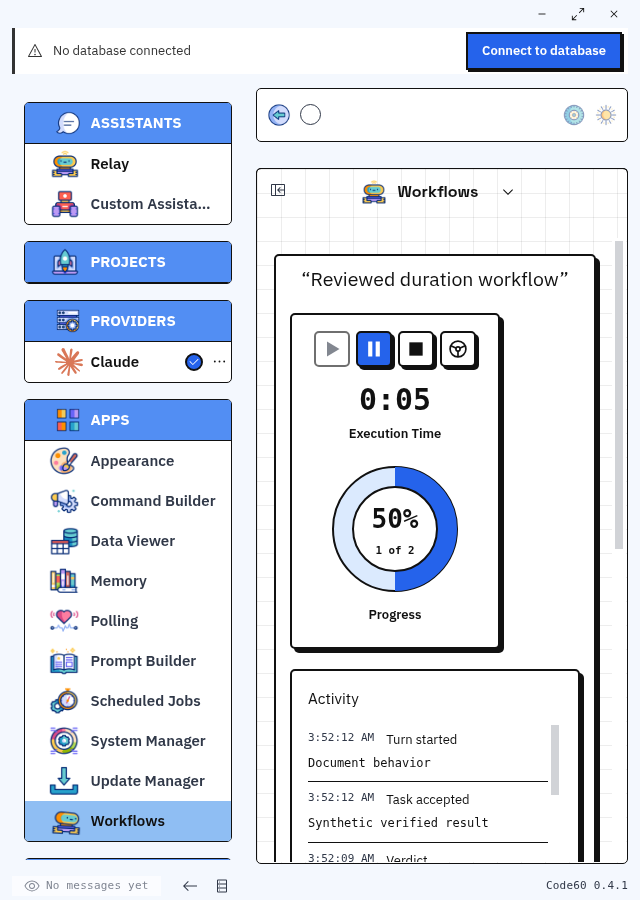 No database connected
Connect to database
ASSISTANTS
Relay
Custom Assista...
PROJECTS
PROVIDERS
Claude
APPS
Appearance
Command Builder
Data Viewer
Memory
Polling
Prompt Builder
Scheduled Jobs
System Manager
Update Manager
Workflows
Workflows
“Reviewed duration workflow”
0:05
Execution Time
50%
1 of 2
Progress
Activity
3:52:12 AM Turn started
Document behavior
3:52:12 AM Task accepted
Synthetic verified result
3:52:09 AM Verdict
No messages yet
Code60 0.4.1